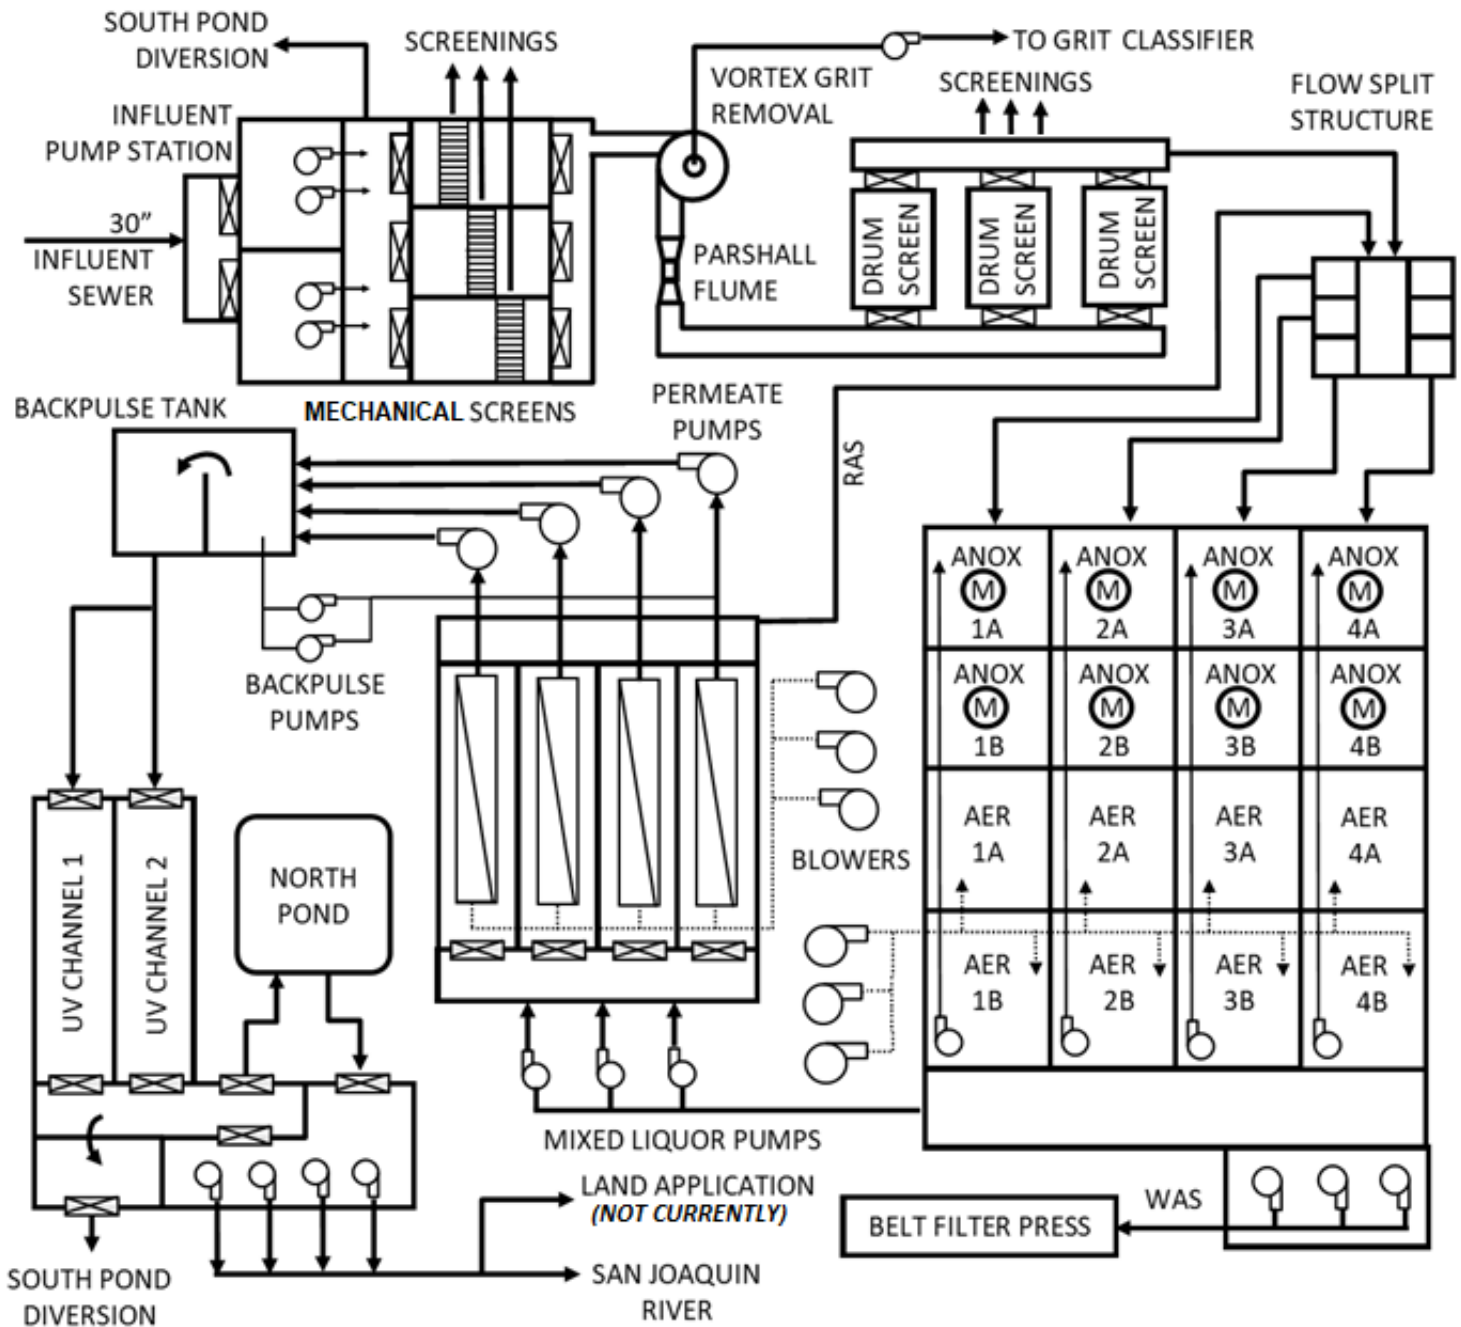 SOUTH POND
DIVERSION
SCREENINGS
TO GRIT CLASSIFIER
VORTEX GRIT
REMOVAL
SCREENINGS
FLOW SPLIT
STRUCTURE
INFLUENT
PUMP STATION
30”
INFLUENT
SEWER
PARSHALL
FLUME
DRUM
SCREEN
DRUM
SCREEN
DRUM
SCREEN
BACKPULSE TANK
MECHANICAL SCREENS
PERMEATE
PUMPS
RAS
ANOX
M
1A
ANOX
M
2A
ANOX
M
3A
ANOX
M
4A
ANOX
M
1B
ANOX
M
2B
ANOX
M
3B
ANOX
M
4B
BACKPULSE
PUMPS
AER
1A
AER
2A
AER
3A
AER
4A
BLOWERS
UV CHANNEL 1
UV CHANNEL 2
NORTH
POND
AER
1B
AER
2B
AER
3B
AER
4B
MIXED LIQUOR PUMPS
LAND APPLICATION
(NOT CURRENTLY)
WAS
BELT FILTER PRESS
SOUTH POND
DIVERSION
SAN JOAQUIN
RIVER